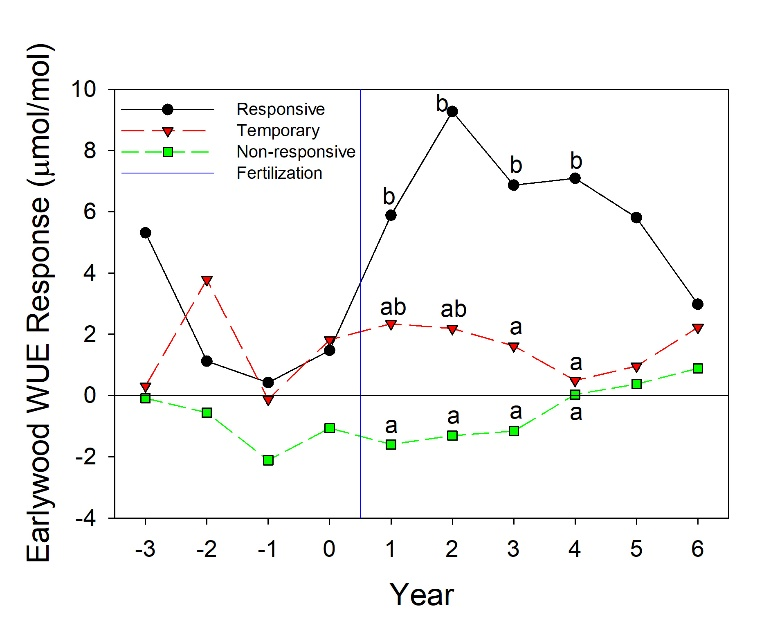 Earlywood WUE Response (μmol/mol)
10
8
6
4
2
0
-2
-4
Responsive
Temporary
Non-responsive
Fertilization
b
b
b
b
ab
ab
a
a
a
a
a
a
-3 -2 -1 0 1 2 3 4 5 6
Year